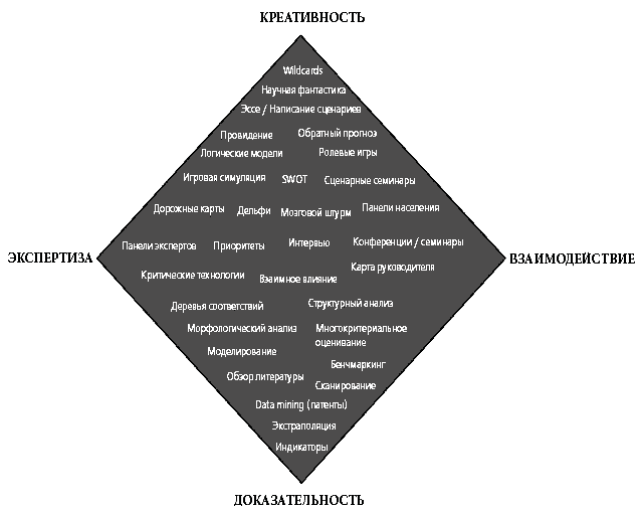 КРЕАТИВНОСТЬ
Wildcards
Научная фантастика
Эссе / Написание сценариев
Провидение
Обратный прогноз
Логические модели
Ролевые игры
Игровая симуляция
SWOT
Сценарные семинары
Дорожные карты
Дельфи
Мозговой штурм
Панели населения
Панели экспертов
Приоритеты
Интервью
Конференции / семинары
ЭКСПЕРТИЗА
ВЗАИМОДЕЙСТВИЕ
Критические технологии
Взаимное влияние
Карта руководителя
Деревья соответствий
Структурный анализ
Морфологический анализ
Многокритериальное
оценивание
Моделирование
Бенчмаркинг
Обзор литературы
Сканирование
Data mining (патенты)
Экстраполяция
Индикаторы
ДОКАЗАТЕЛЬНОСТЬ